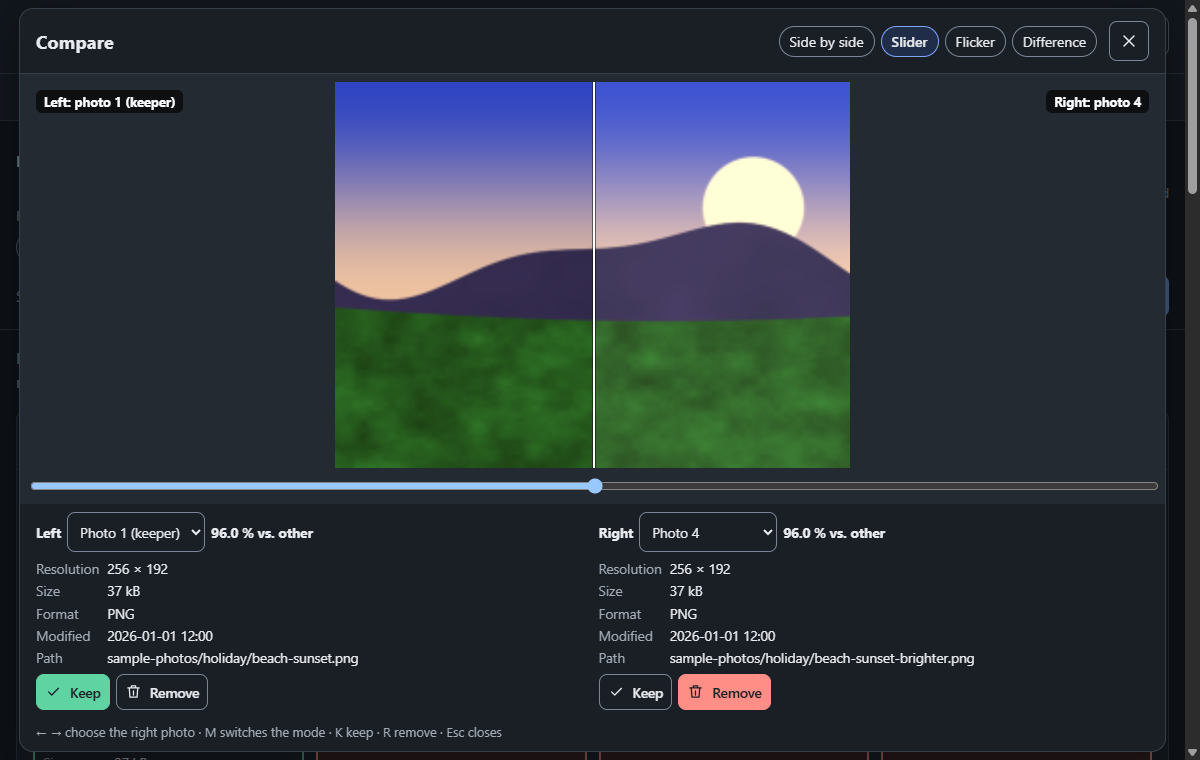 Compare
Side by side
Slider
Flicker
Difference
Left: photo 1 (keeper)
Right: photo 4
Left Photo 1 (keeper) 96.0 % vs. other
Resolution 256 × 192
Size 37 kB
Format PNG
Modified 2026-01-01 12:00
Path sample-photos/holiday/beach-sunset.png
Keep Remove
Right Photo 4 96.0 % vs. other
Resolution 256 × 192
Size 37 kB
Format PNG
Modified 2026-01-01 12:00
Path sample-photos/holiday/beach-sunset-brighter.png
Keep Remove
← → choose the right photo · M switches the mode · K keep · R remove · Esc closes